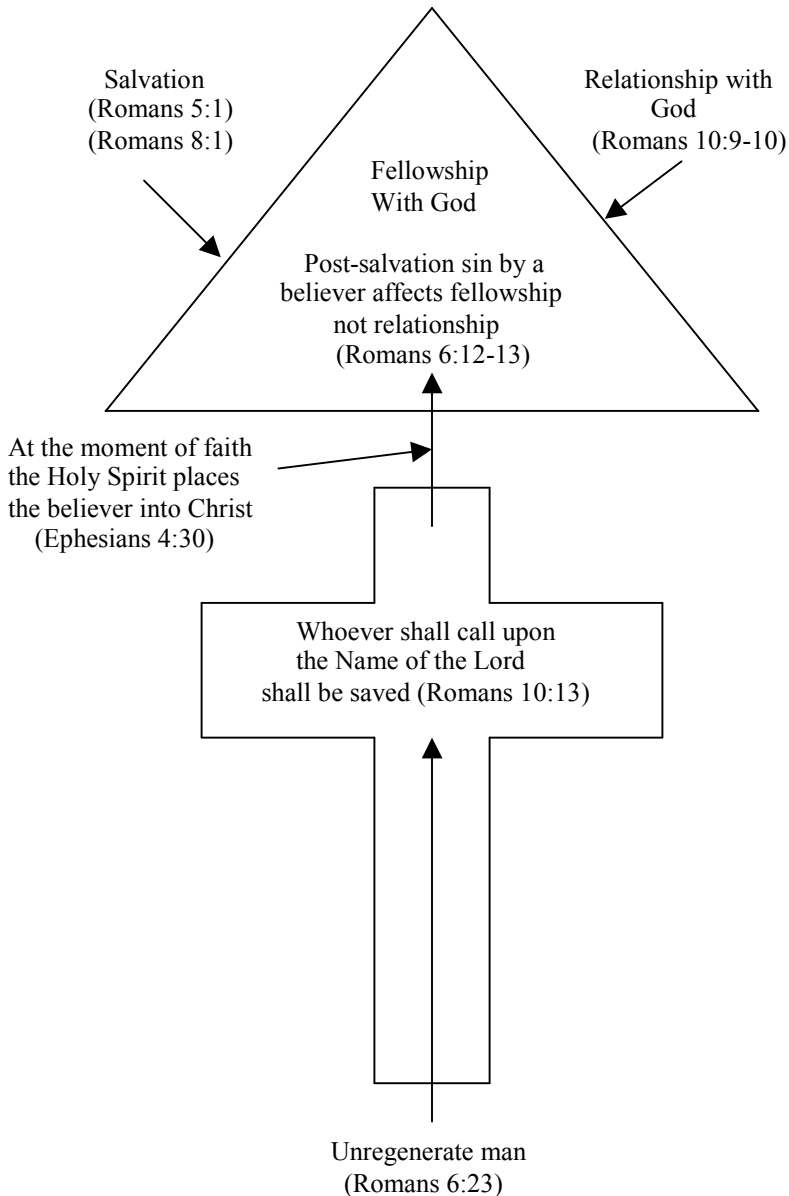 Salvation
(Romans 5:1)
(Romans 8:1)
Relationship with
God
(Romans 10:9-10)
Fellowship
With God
Post-salvation sin by a
believer affects fellowship
not relationship
(Romans 6:12-13)
At the moment of faith
the Holy Spirit places
the believer into Christ
(Ephesians 4:30)
Whoever shall call upon
the Name of the Lord
shall be saved (Romans 10:13)
Unregenerate man
(Romans 6:23)